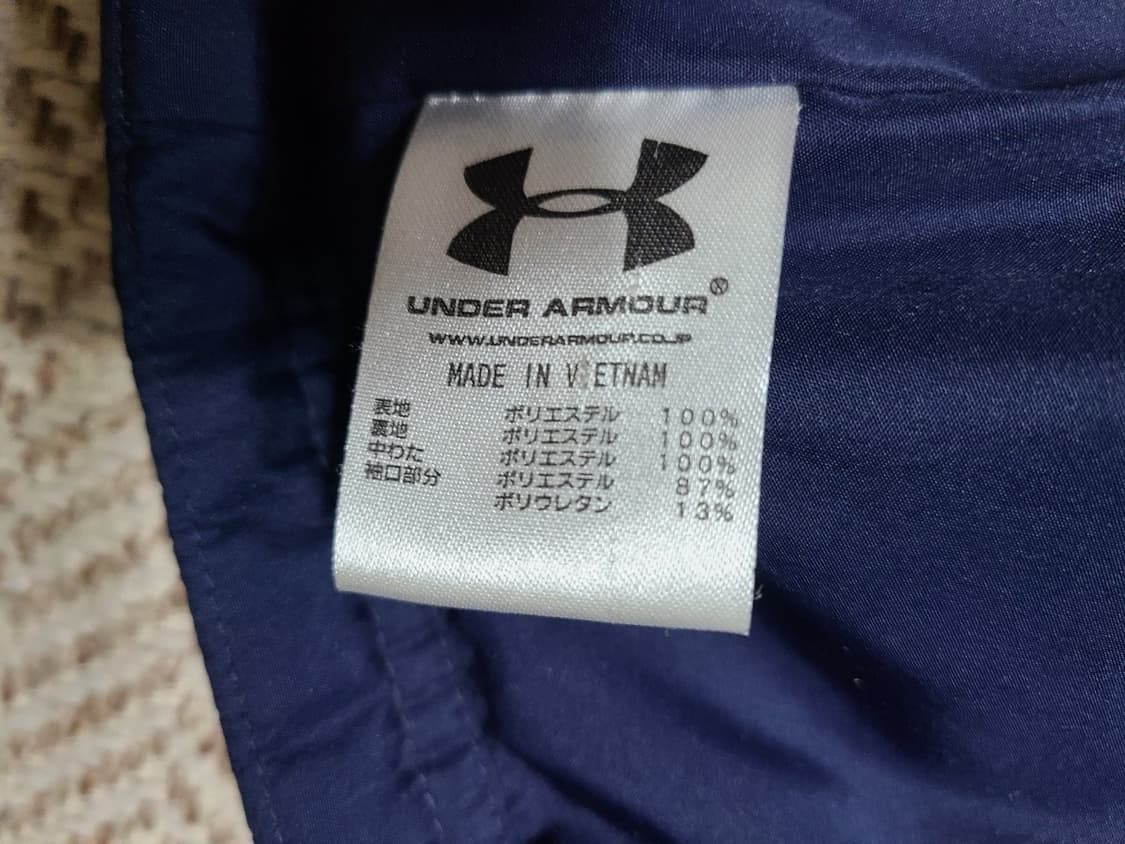 UNDER ARMOUR®
WWW.UNDERARMOUR.CO.JP
MADE IN VIETNAM
表地 ポリエステル 100%
裏地 ポリエステル 100%
中わた ポリエステル 100%
袖口部分 ポリエステル 87%
ポリウレタン 13%